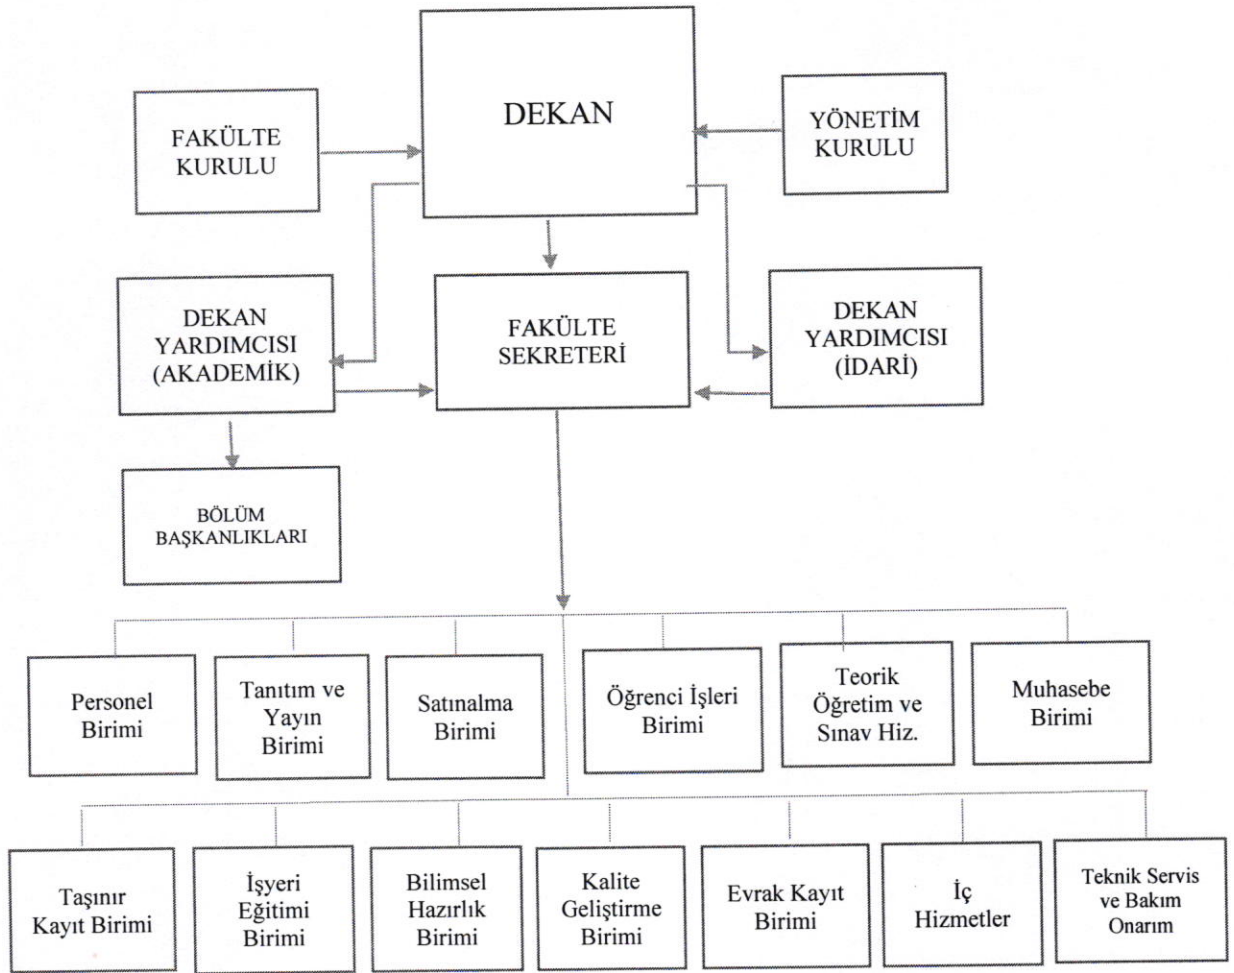 DEKAN
FAKÜLTE
KURULU
YÖNETİM
KURULU
DEKAN
YARDIMCISI
(AKADEMİK)
FAKÜLTE
SEKRETERİ
DEKAN
YARDIMCISI
(İDARİ)
BÖLÜM
BAŞKANLIKLARI
Personel
Birimi
Tanıtım ve
Yayın
Birimi
Satınalma
Birimi
Öğrenci İşleri
Birimi
Teorik
Öğretim ve
Sınav Hiz.
Muhasebe
Birimi
Taşınır
Kayıt Birimi
İşyeri
Eğitimi
Birimi
Bilimsel
Hazırlık
Birimi
Kalite
Geliştirme
Birimi
Evrak Kayıt
Birimi
İç
Hizmetler
Teknik Servis
ve Bakım
Onarım